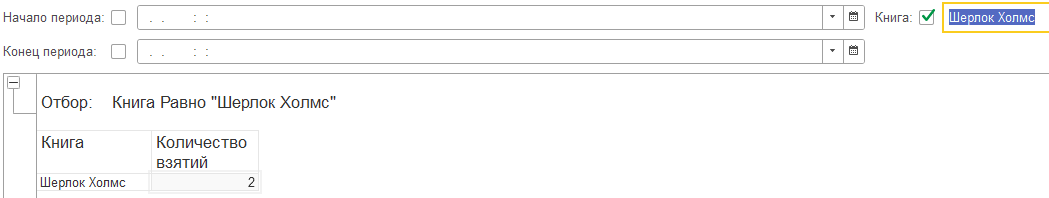 Начало периода: . . : : Книга: Шерлок Холмс
Конец периода: . . : :
Отбор: Книга Равно "Шерлок Холмс"
Книга Количество
взятий
Шерлок Холмс 2